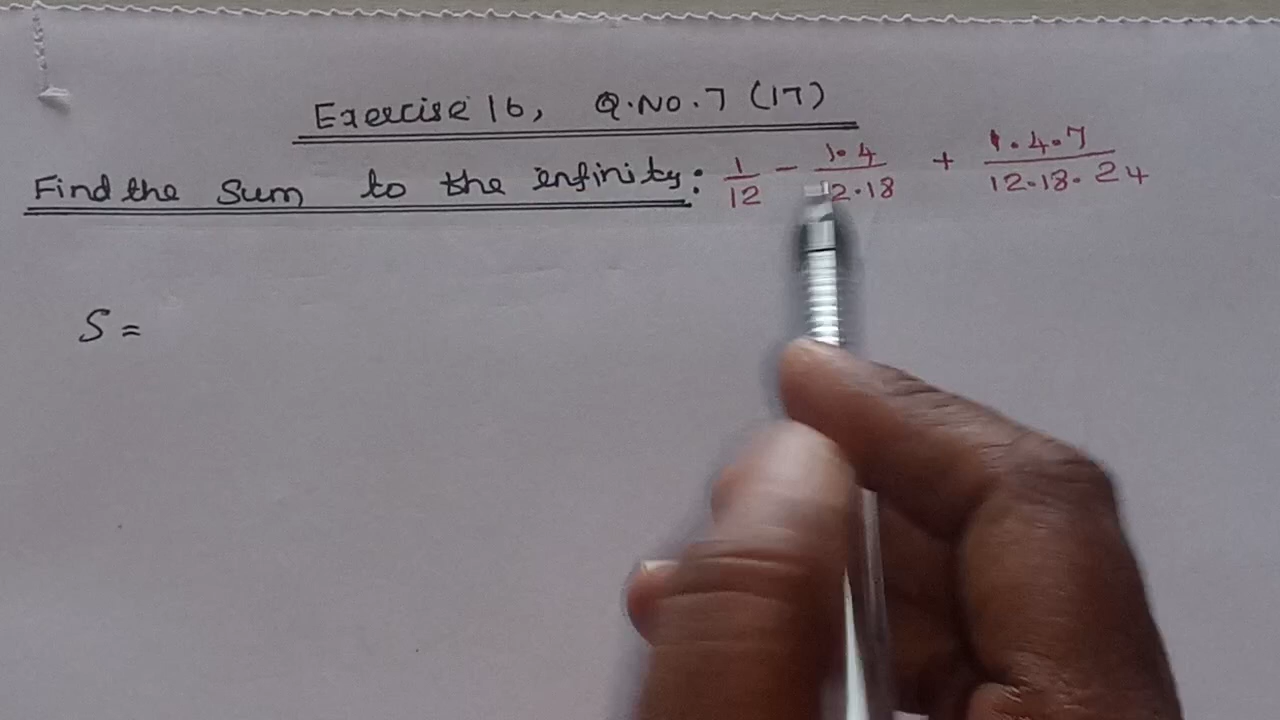 Exercise 16, Q.No.7 (17)
Find the Sum to the infinity: 1/12 - 1.4/12.18 + 1.4.7/12.18.24
S =